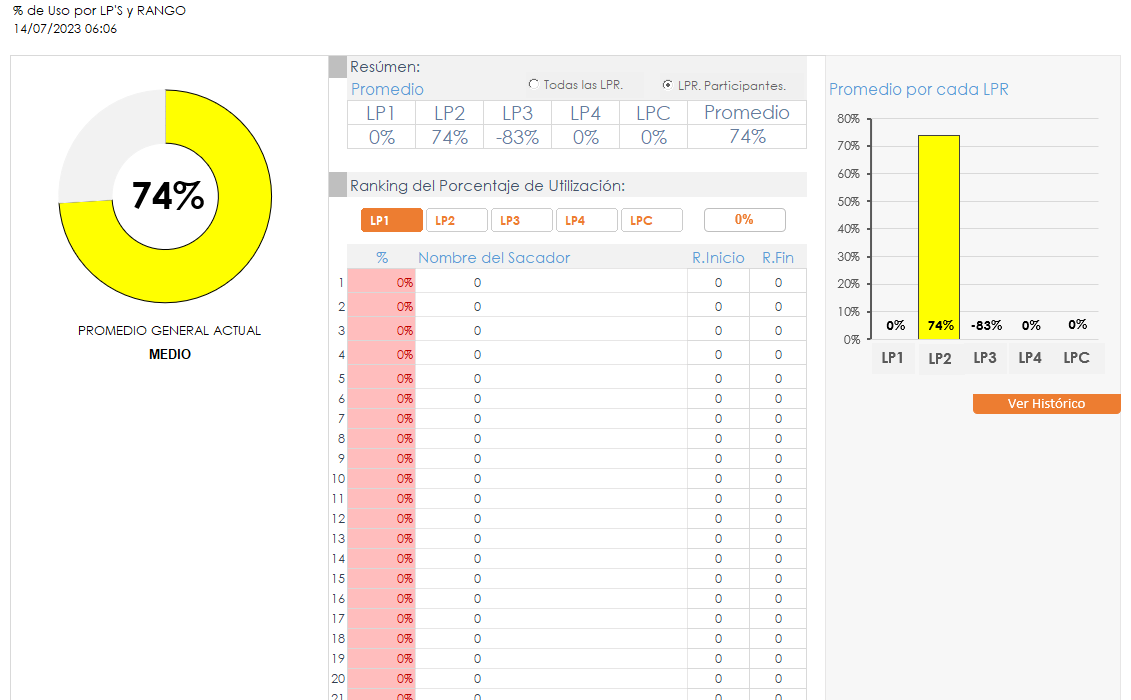 % de Uso por LP'S y RANGO
14/07/2023 06:06
74%
PROMEDIO GENERAL ACTUAL
MEDIO
Resúmen:
Promedio
Todas las LPR.
LPR. Participantes.
LP1 LP2 LP3 LP4 LPC Promedio
0% 74% -83% 0% 0% 74%
Ranking del Porcentaje de Utilización:
LP1 LP2 LP3 LP4 LPC 0%
% Nombre del Sacador R.Inicio R.Fin
1 0% 0 0 0
2 0% 0 0 0
3 0% 0 0 0
4 0% 0 0 0
5 0% 0 0 0
6 0% 0 0 0
7 0% 0 0 0
8 0% 0 0 0
9 0% 0 0 0
10 0% 0 0 0
11 0% 0 0 0
12 0% 0 0 0
13 0% 0 0 0
14 0% 0 0 0
15 0% 0 0 0
16 0% 0 0 0
17 0% 0 0 0
18 0% 0 0 0
19 0% 0 0 0
20 0% 0 0 0
21 0% 0 0 0
Promedio por cada LPR
80%
70%
60%
50%
40%
30%
20%
10%
0%
0% 74% -83% 0% 0%
LP1 LP2 LP3 LP4 LPC
Ver Histórico